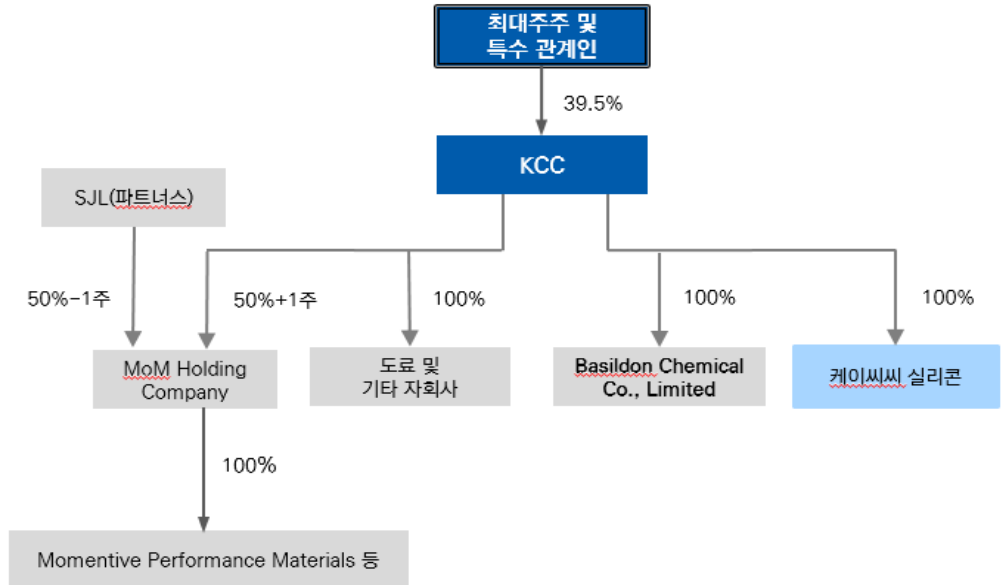 최대주주 및
특수 관계인
39.5%
KCC
SJL(파트너스)
50%-1주
50%+1주
100%
100%
100%
MoM Holding
Company
도료 및
기타 자회사
Basildon Chemical
Co., Limited
케이씨씨 실리콘
100%
Momentive Performance Materials 등